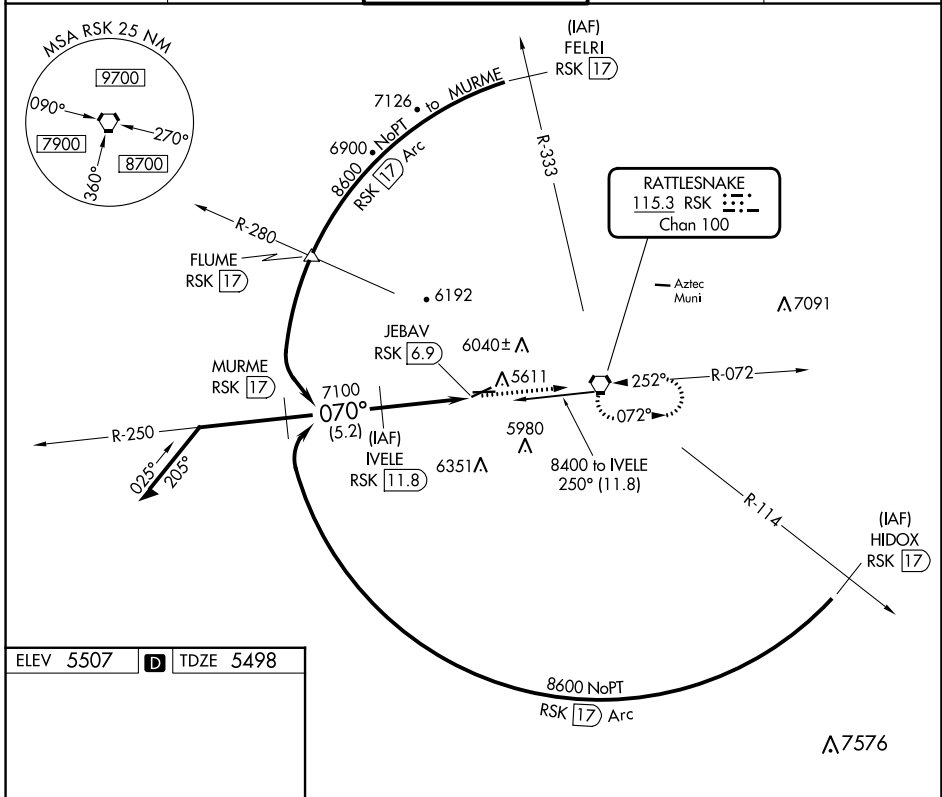 MSA RSK 25 NM
9700
090°
270°
7900
8700
360°
(IAF)
FELRI
RSK 17
7126
to MURME
NoPT
6900
8600
RSK 17 Arc
R-333
RATTLESNAKE
115.3 RSK
Chan 100
R-280
FLUME
RSK 17
Aztec
Muni
6192
7091
JEBAV
RSK 6.9
6040±
5611
MURME
RSK 17
7100
070°
(5.2)
252°
R-072
072°
R-250
(IAF)
IVELE
RSK 11.8
5980
6351
8400 to IVELE
250° (11.8)
025°
205°
R-114
(IAF)
HIDOX
RSK 17
ELEV 5507 D TDZE 5498
8600 NoPT
RSK 17 Arc
7576